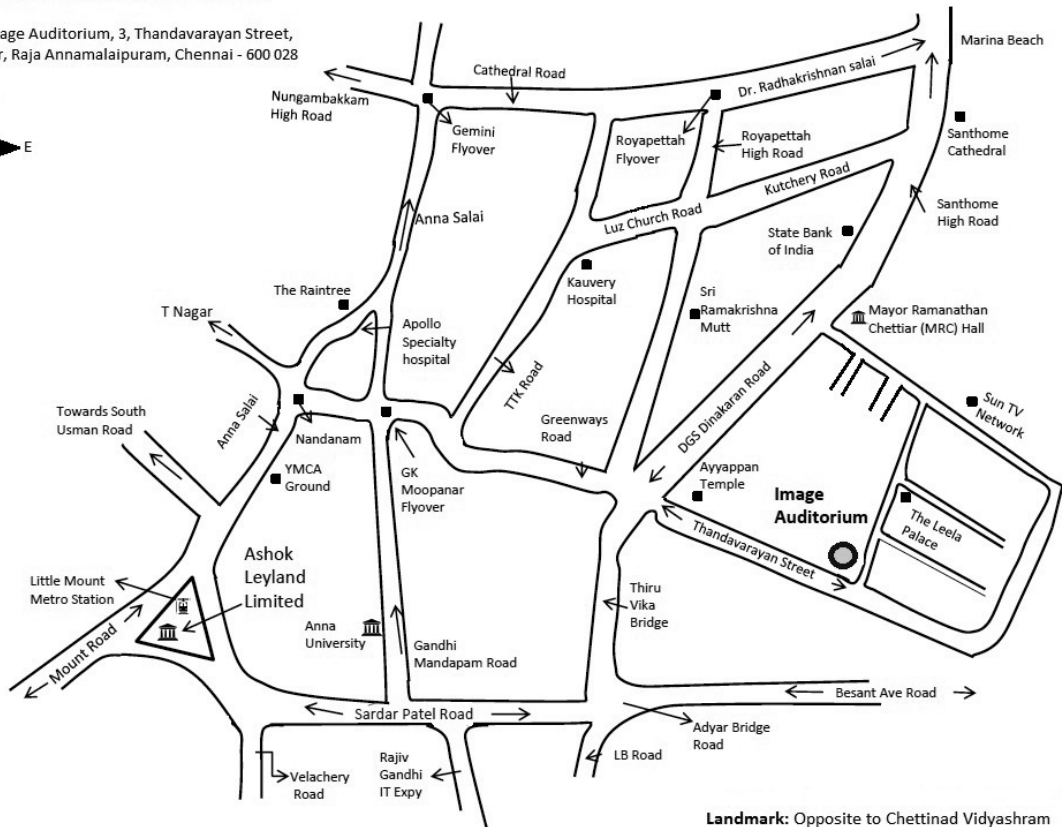 age Auditorium, 3, Thandavarayan Street,
r, Raja Annamalaipuram, Chennai - 600 028
E
Marina Beach
Cathedral Road
Dr. Radhakrishnan salai
Nungambakkam
High Road
Gemini
Flyover
Royapettah
Flyover
Royapettah
High Road
Santhome
Cathedral
Kutchery Road
Luz Church Road
Santhome
High Road
Anna Salai
State Bank
of India
Kauvery
Hospital
The Raintree
Sri
Ramakrishna
Mutt
T Nagar
Apollo
Specialty
hospital
Mayor Ramanathan
Chettiar (MRC) Hall
TTK Road
DGS Dinakaran Road
Sun TV
Network
Towards South
Usman Road
Anna Salai
Nandanam
Greenways
Road
YMCA
Ground
GK
Moopanar
Flyover
Ayyappan
Temple
Image
Auditorium
The Leela
Palace
Thandavarayan Street
Ashok
Leyland
Limited
Little Mount
Metro Station
Thiru
Vika
Bridge
Mount Road
Anna
University
Gandhi
Mandapam Road
Besant Ave Road
Sardar Patel Road
Adyar Bridge
Road
LB Road
Velachery
Road
Rajiv
Gandhi
IT Expy
Landmark: Opposite to Chettinad Vidyashram